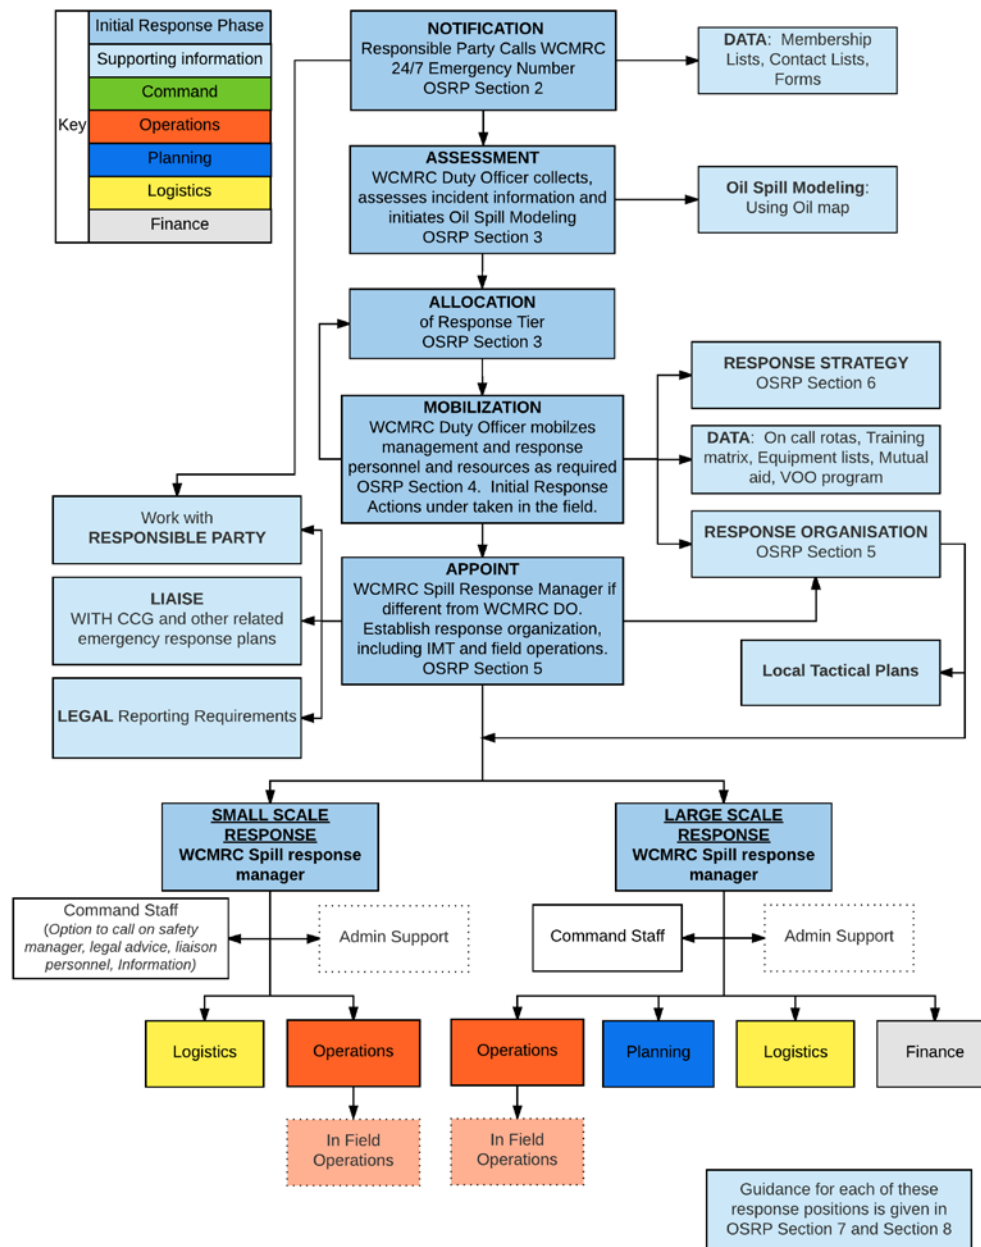 Key
Initial Response Phase
Supporting information
Command
Operations
Planning
Logistics
Finance
NOTIFICATION
Responsible Party Calls WCMRC
24/7 Emergency Number
OSRP Section 2
DATA: Membership
Lists, Contact Lists,
Forms
ASSESSMENT
WCMRC Duty Officer collects,
assesses incident information and
initiates Oil Spill Modeling
OSRP Section 3
Oil Spill Modeling:
Using Oil map
ALLOCATION
of Response Tier
OSRP Section 3
RESPONSE STRATEGY
OSRP Section 6
MOBILIZATION
WCMRC Duty Officer mobilzes
management and response
personnel and resources as required
OSRP Section 4. Initial Response
Actions under taken in the field.
DATA: On call rotas, Training
matrix, Equipment lists, Mutual
aid, VOO program
Work with
RESPONSIBLE PARTY
RESPONSE ORGANISATION
OSRP Section 5
APPOINT
WCMRC Spill Response Manager if
different from WCMRC DO.
Establish response organization,
including IMT and field operations.
OSRP Section 5
LIAISE
WITH CCG and other related
emergency response plans
Local Tactical Plans
LEGAL Reporting Requirements
SMALL SCALE
RESPONSE
WCMRC Spill response
manager
LARGE SCALE
RESPONSE
WCMRC Spill response
manager
Command Staff
(Option to call on safety
manager, legal advice, liaison
personnel, Information)
Admin Support
Command Staff
Admin Support
Logistics
Operations
Operations
Planning
Logistics
Finance
In Field
Operations
In Field
Operations
Guidance for each of these
response positions is given in
OSRP Section 7 and Section 8